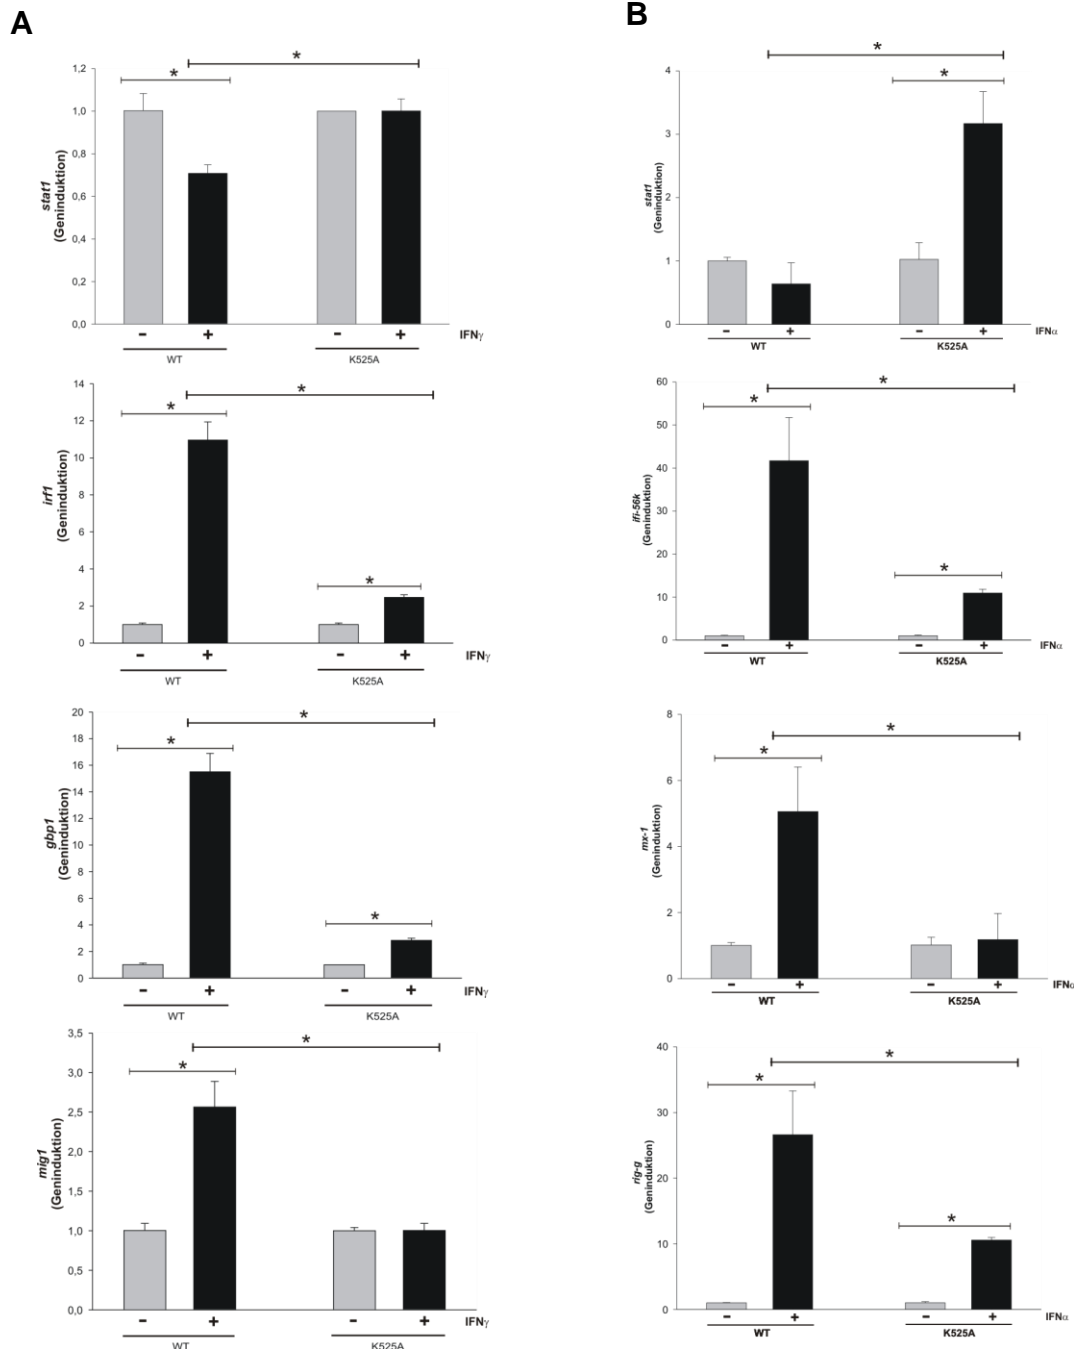 A
*
*
1,2
1,0
0,8
0,6
0,4
0,2
0,0
stat1
(Geninduktion)
- + - + IFNγ
WT K525A
*
*
*
14
12
10
8
6
4
2
0
irf1
(Geninduktion)
- + - + IFNγ
WT K525A
*
*
*
20
18
16
14
12
10
8
6
4
2
0
gbp1
(Geninduktion)
- + - + IFNγ
WT K525A
*
*
3,5
3,0
2,5
2,0
1,5
1,0
0,5
0,0
mig1
(Geninduktion)
- + - + IFNγ
WT K525A
B
*
*
4
3
2
1
0
stat1
(Geninduktion)
- + - + IFNα
WT K525A
*
*
*
60
50
40
30
20
10
0
ifi-56k
(Geninduktion)
- + - + IFNα
WT K525A
*
*
8
6
4
2
0
mx-1
(Geninduktion)
- + - + IFNα
WT K525A
*
*
*
40
30
20
10
0
rig-g
(Geninduktion)
- + - + IFNα
WT K525A